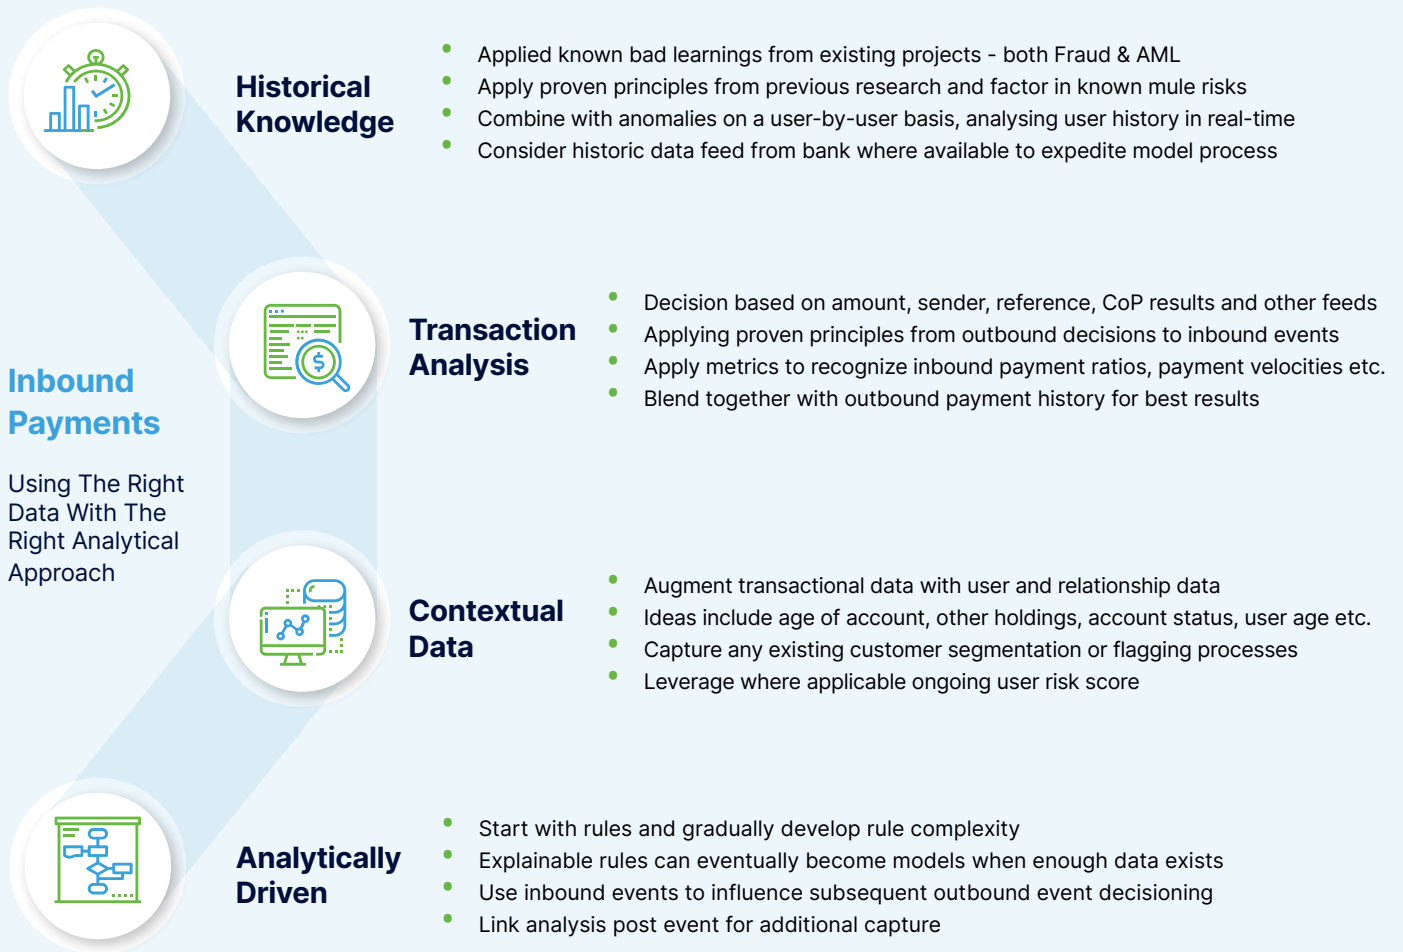 Historical
Knowledge
• Applied known bad learnings from existing projects - both Fraud & AML
• Apply proven principles from previous research and factor in known mule risks
• Combine with anomalies on a user-by-user basis, analysing user history in real-time
• Consider historic data feed from bank where available to expedite model process
Inbound
Payments
Using The Right
Data With The
Right Analytical
Approach
Transaction
Analysis
• Decision based on amount, sender, reference, CoP results and other feeds
• Applying proven principles from outbound decisions to inbound events
• Apply metrics to recognize inbound payment ratios, payment velocities etc.
• Blend together with outbound payment history for best results
Contextual
Data
• Augment transactional data with user and relationship data
• Ideas include age of account, other holdings, account status, user age etc.
• Capture any existing customer segmentation or flagging processes
• Leverage where applicable ongoing user risk score
Analytically
Driven
• Start with rules and gradually develop rule complexity
• Explainable rules can eventually become models when enough data exists
• Use inbound events to influence subsequent outbound event decisioning
• Link analysis post event for additional capture